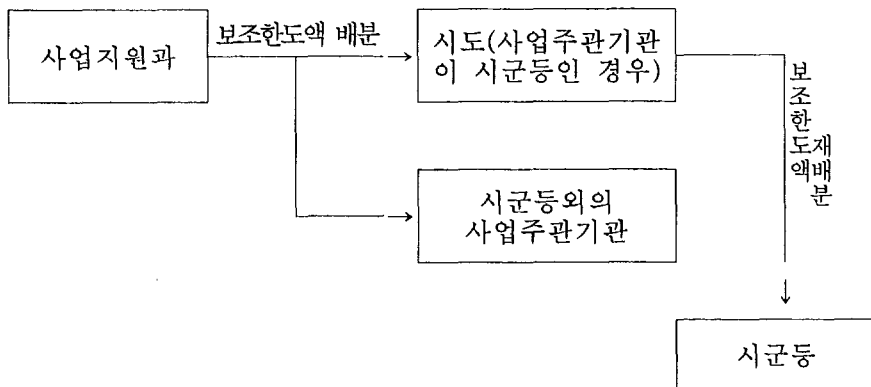 사업지원과
보조한도액 배분
시도(사업주관기관
이 시군등인 경우)
보조한도액
재배분
시군등외의
사업주관기관
시군등